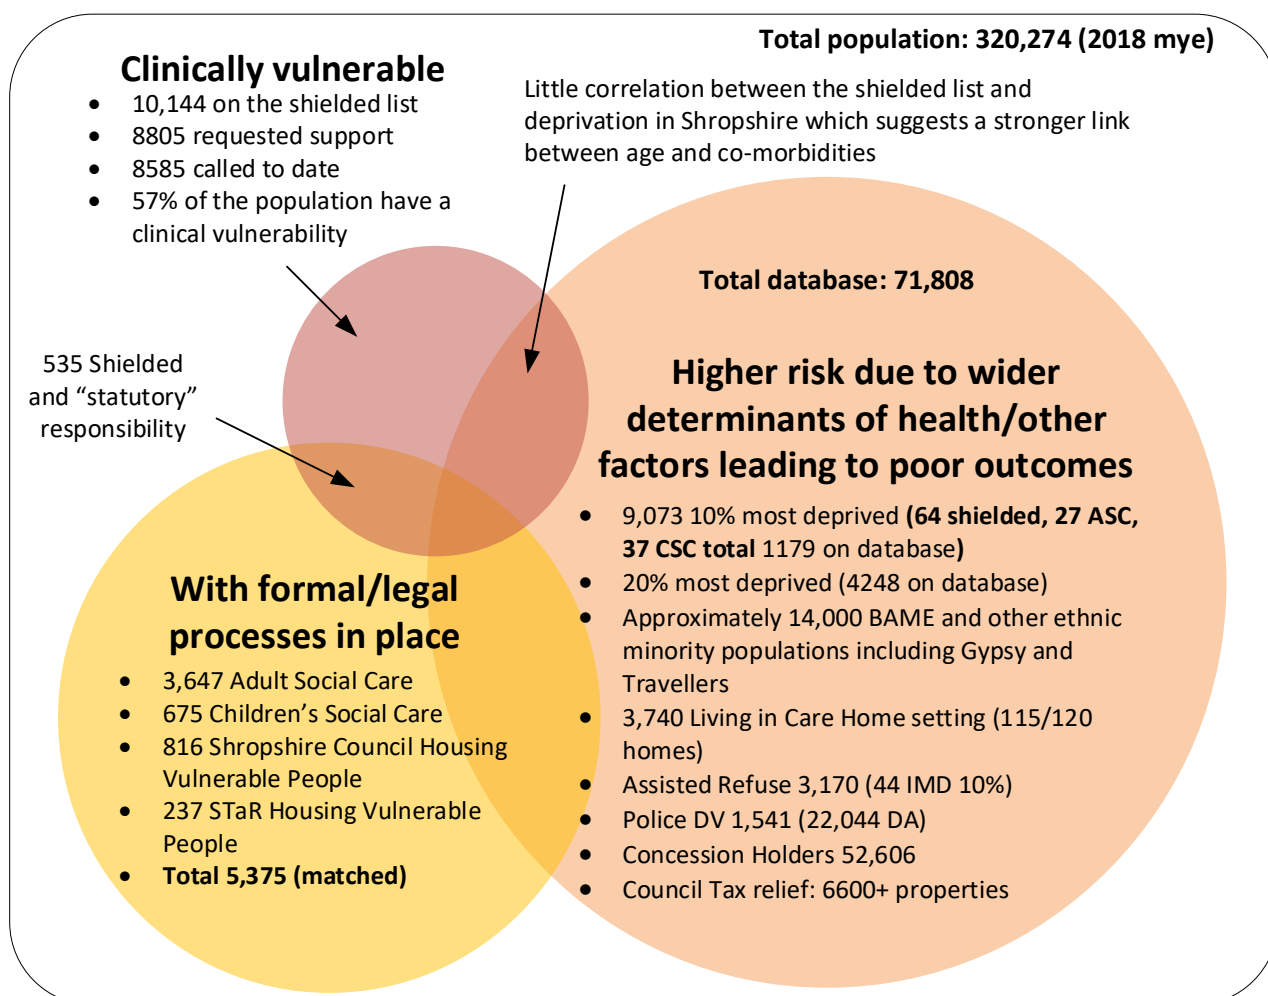 Total population: 320,274 (2018 mye)
Clinically vulnerable
• 10,144 on the shielded list
• 8805 requested support
• 8585 called to date
• 57% of the population have a
clinical vulnerability
Little correlation between the shielded list and
deprivation in Shropshire which suggests a stronger link
between age and co-morbidities
Total database: 71,808
535 Shielded
and “statutory”
responsibility
Higher risk due to wider
determinants of health/other
factors leading to poor outcomes
• 9,073 10% most deprived (64 shielded, 27 ASC,
37 CSC total 1179 on database)
• 20% most deprived (4248 on database)
• Approximately 14,000 BAME and other ethnic
minority populations including Gypsy and
Travellers
• 3,740 Living in Care Home setting (115/120
homes)
• Assisted Refuse 3,170 (44 IMD 10%)
• Police DV 1,541 (22,044 DA)
• Concession Holders 52,606
• Council Tax relief: 6600+ properties
With formal/legal
processes in place
• 3,647 Adult Social Care
• 675 Children’s Social Care
• 816 Shropshire Council Housing
Vulnerable People
• 237 STaR Housing Vulnerable
People
• Total 5,375 (matched)